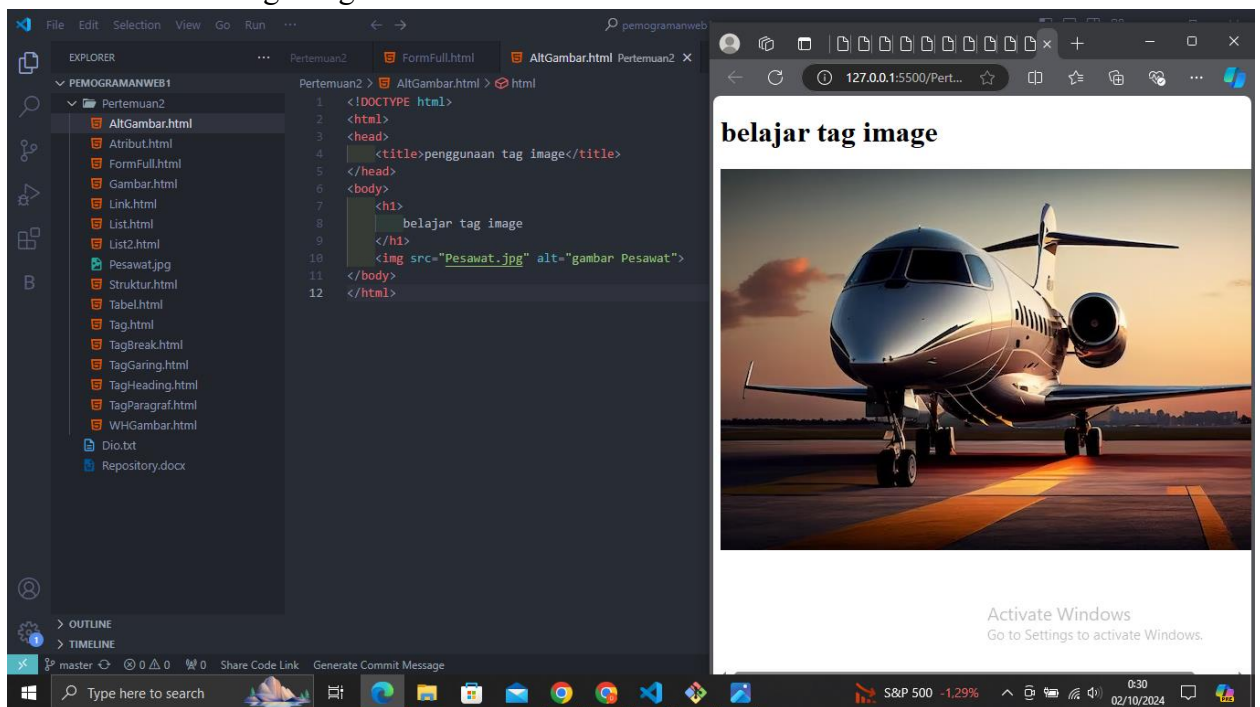 File Edit Selection View Go Run ···
pemogramanweb
EXPLORER ···
PEMOGRAMANWEB1
Pertemuan2
AltGambar.html
Atribut.html
FormFull.html
Gambar.html
Link.html
List.html
List2.html
Pesawat.jpg
Struktur.html
Tabel.html
Tag.html
TagBreak.html
TagGaring.html
TagHeading.html
TagParagraf.html
WHGambar.html
Dio.txt
Repository.docx
OUTLINE
TIMELINE
Pertemuan2 FormFull.html AltGambar.html Pertemuan2
Pertemuan2 > AltGambar.html > html
1 <!DOCTYPE html>
2 <html>
3 <head>
4 <title>penggunaan tag image</title>
5 </head>
6 <body>
7 <h1>
8 belajar tag image
9 </h1>
10 <img src="Pesawat.jpg" alt="gambar Pesawat">
11 </body>
12 </html>
master 0 0 0 Share Code Link Generate Commit Message
127.0.0.1:5500/Pert...
belajar tag image
Activate Windows
Go to Settings to activate Windows.
Type here to search
S&P 500 -1,29%
0:30
02/10/2024